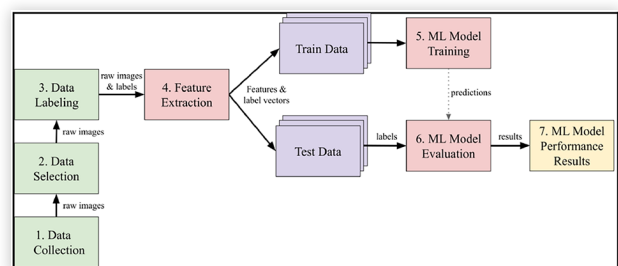 Train Data
5. ML Model
Training
3. Data
Labeling
raw images
& labels
4. Feature
Extraction
Features &
label vectors
predictions
raw images
2. Data
Selection
Test Data
labels
6. ML Model
Evaluation
results
7. ML Model
Performance
Results
raw images
1. Data
Collection